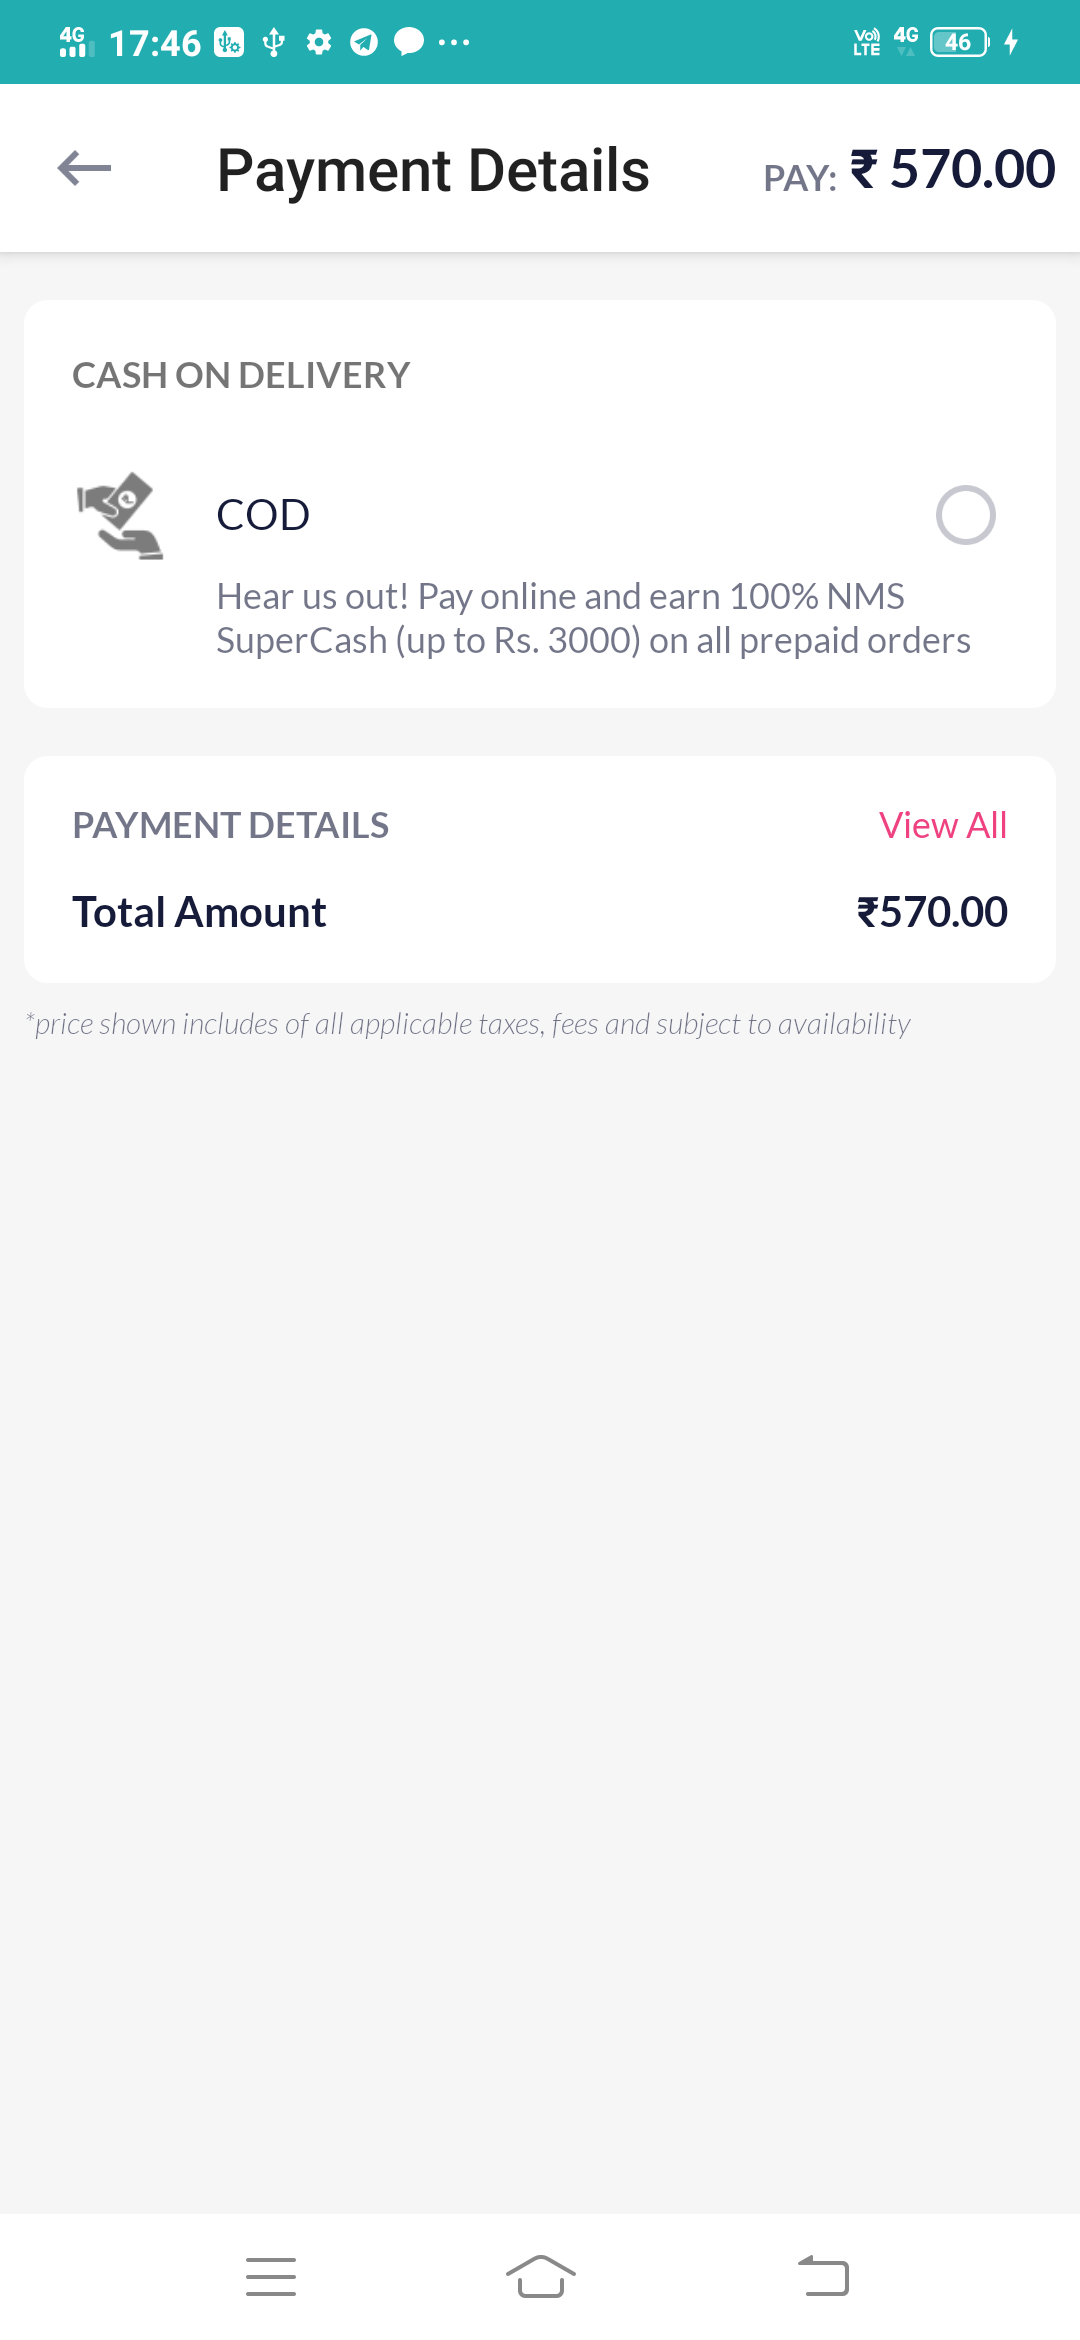 4G 17:46 VoLTE 4G 46
Payment Details PAY: ₹ 570.00
CASH ON DELIVERY
COD
Hear us out! Pay online and earn 100% NMS
SuperCash (up to Rs. 3000) on all prepaid orders
PAYMENT DETAILS View All
Total Amount ₹570.00
*price shown includes of all applicable taxes, fees and subject to availability